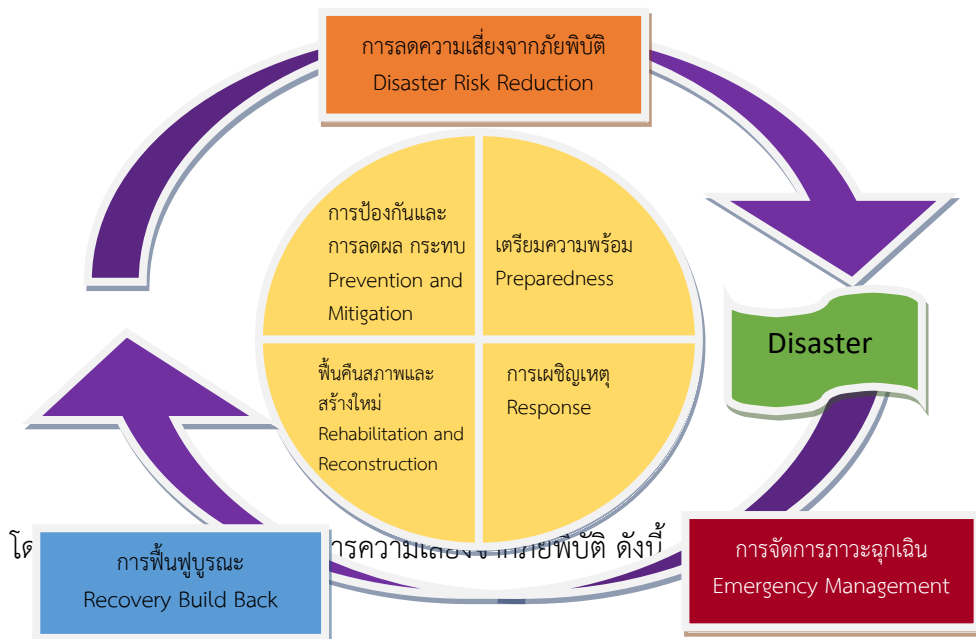 การลดความเสี่ยงจากภัยพิบัติ
Disaster Risk Reduction
การป้องกันและ
การลดผล กระทบ
Prevention and
Mitigation
เตรียมความพร้อม
Preparedness
Disaster
ฟื้นคืนสภาพและ
สร้างใหม่
Rehabilitation and
Reconstruction
การเผชิญเหตุ
Response
ดังนี้
การฟื้นฟูบูรณะ
Recovery Build Back
การจัดการภาวะฉุกเฉิน
Emergency Management